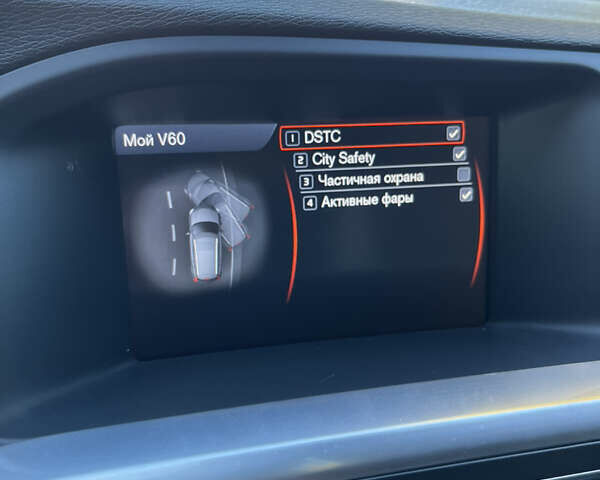 Мой V60
1 DSTC
2 City Safety
3 Частичная охрана
4 Активные фары